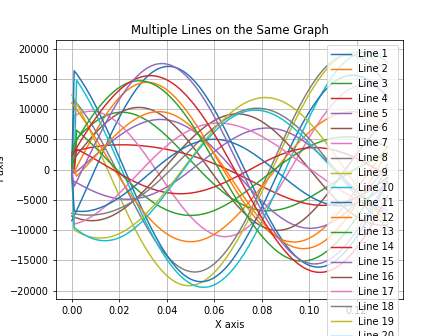 Multiple Lines on the Same Graph
20000
15000
10000
5000
0
−5000
−10000
−15000
−20000
0.00
0.02
0.04
0.06
0.08
0.10
X axis
axis
Line 1
Line 2
Line 3
Line 4
Line 5
Line 6
Line 7
Line 8
Line 9
Line 10
Line 11
Line 12
Line 13
Line 14
Line 15
Line 16
Line 17
Line 18
Line 19
Line 20